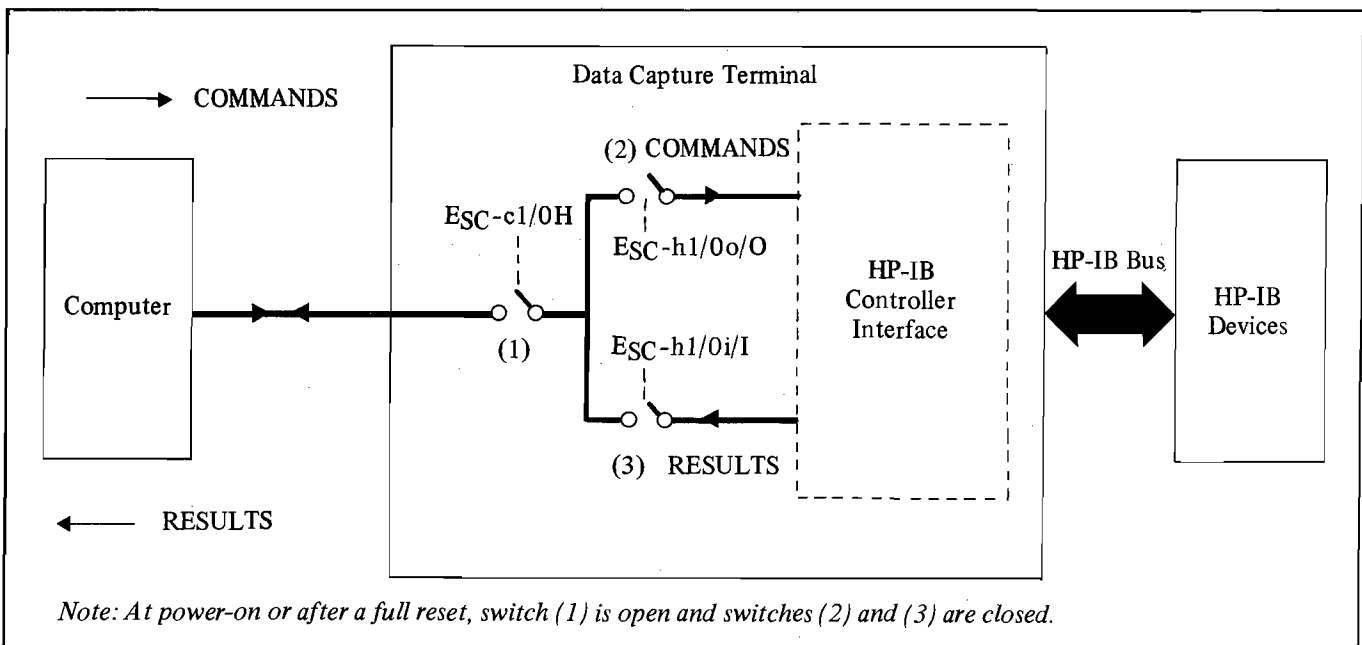 Data Capture Terminal
COMMANDS
(2) COMMANDS
ESC-c1/0H
ESC-h1/0o/O
Computer
HP-IB
Controller
Interface
HP-IB Bus
HP-IB
Devices
ESC-h1/0i/I
(1)
(3) RESULTS
RESULTS
Note: At power-on or after a full reset, switch (1) is open and switches (2) and (3) are closed.